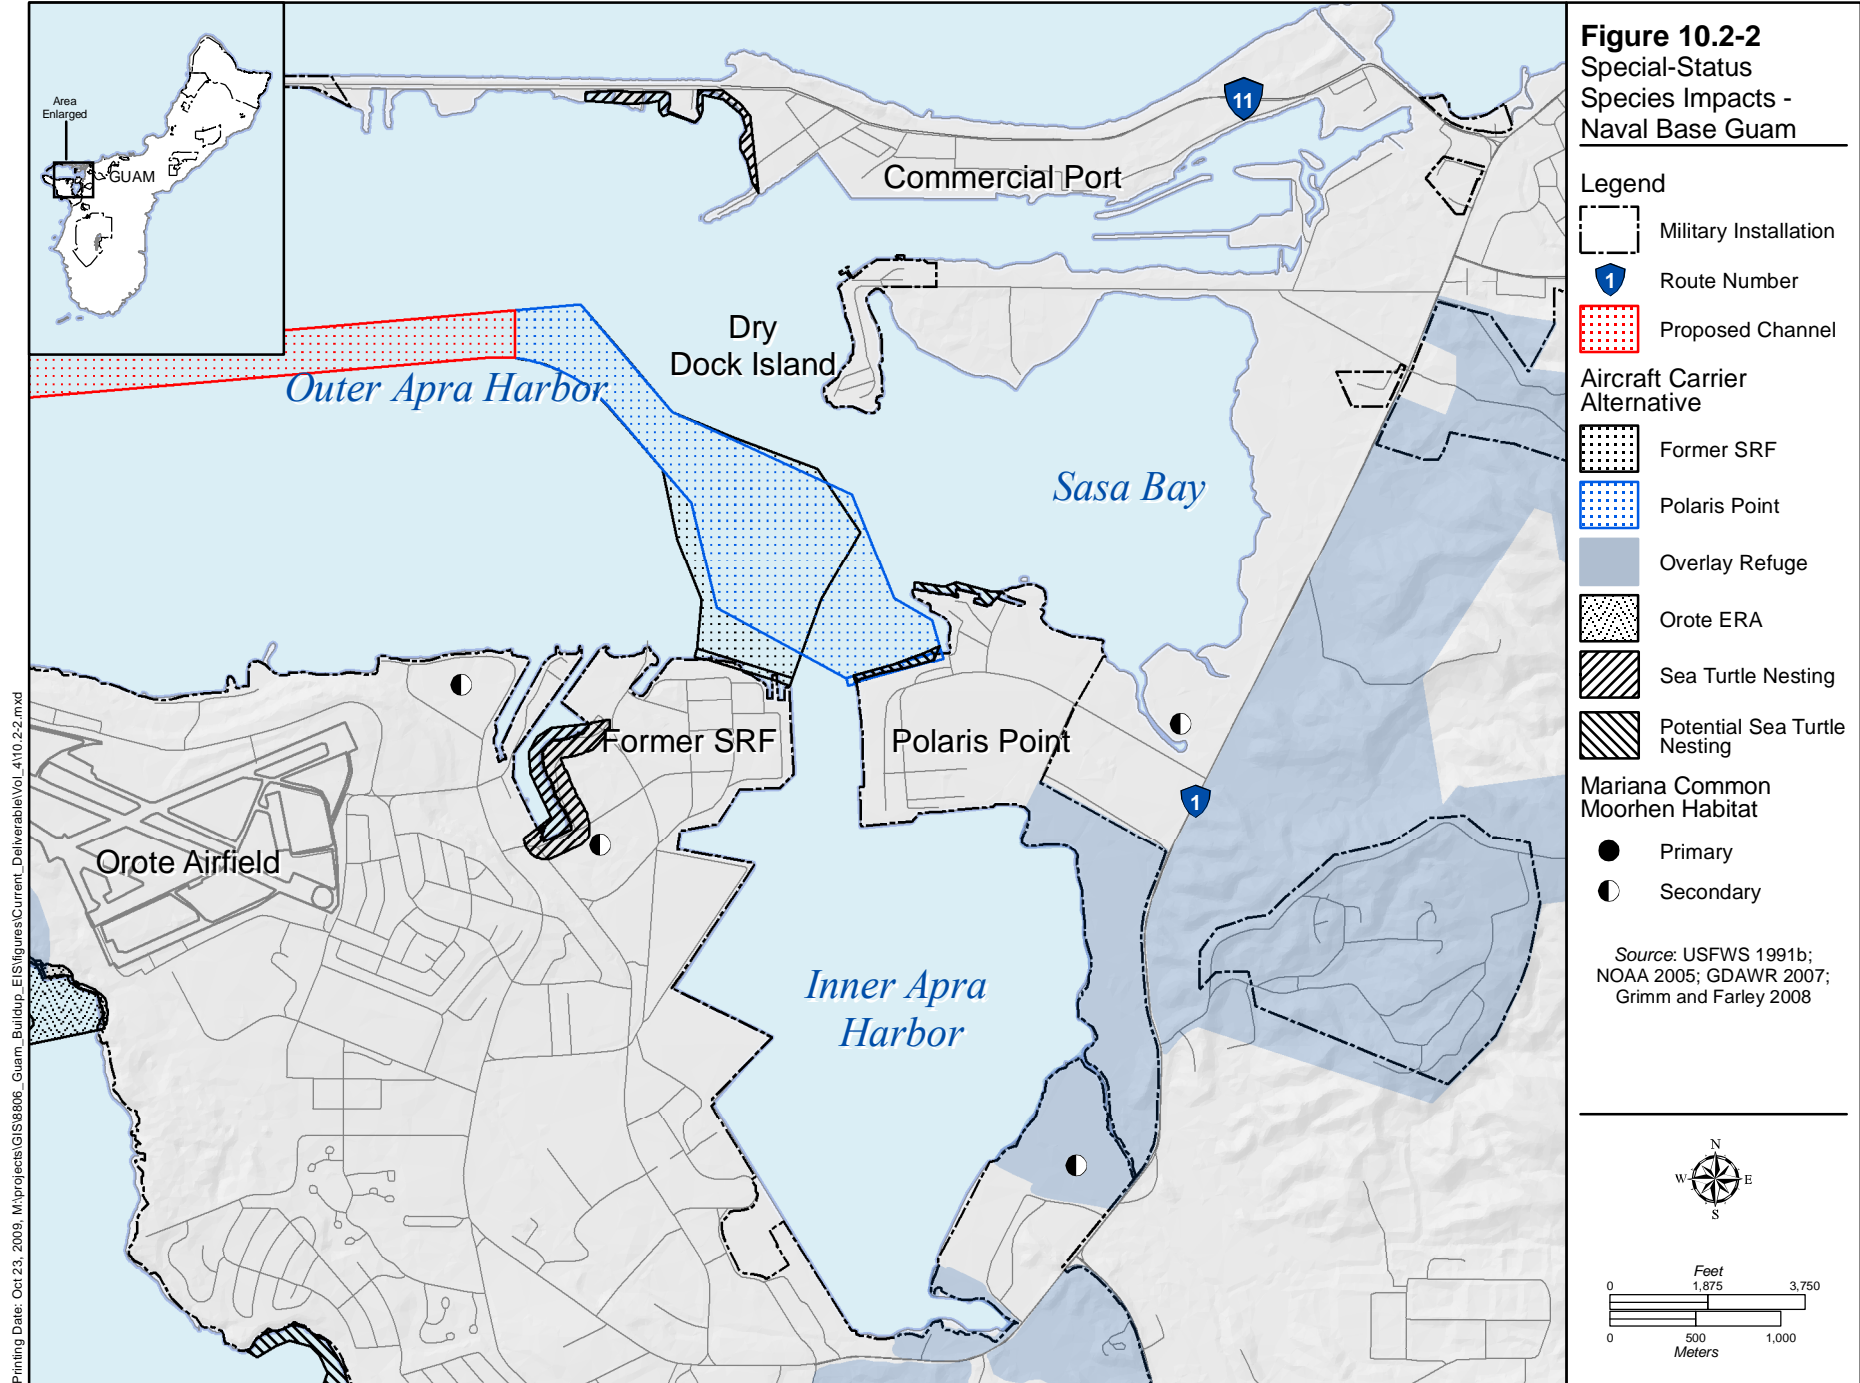 Area
Enlarged
GUAM
11
Commercial Port
Dry
Dock Island
Outer Apra Harbor
Sasa Bay
Former SRF
Polaris Point
1
Orote Airfield
Inner Apra
Harbor
Printing Date: Oct 23, 2009, M:\projects\GIS\8806_Guam_Buildup_EIS\figures\Current_Deliverable\Vol_4\10.2-2.mxd
Figure 10.2-2
Special-Status
Species Impacts -
Naval Base Guam
Legend
Military Installation
1
Route Number
Proposed Channel
Aircraft Carrier
Alternative
Former SRF
Polaris Point
Overlay Refuge
Orote ERA
Sea Turtle Nesting
Potential Sea Turtle
Nesting
Mariana Common
Moorhen Habitat
Primary
Secondary
Source: USFWS 1991b;
NOAA 2005; GDAWR 2007;
Grimm and Farley 2008
N
W E
S
Feet
0 1,875 3,750
0 500 1,000
Meters